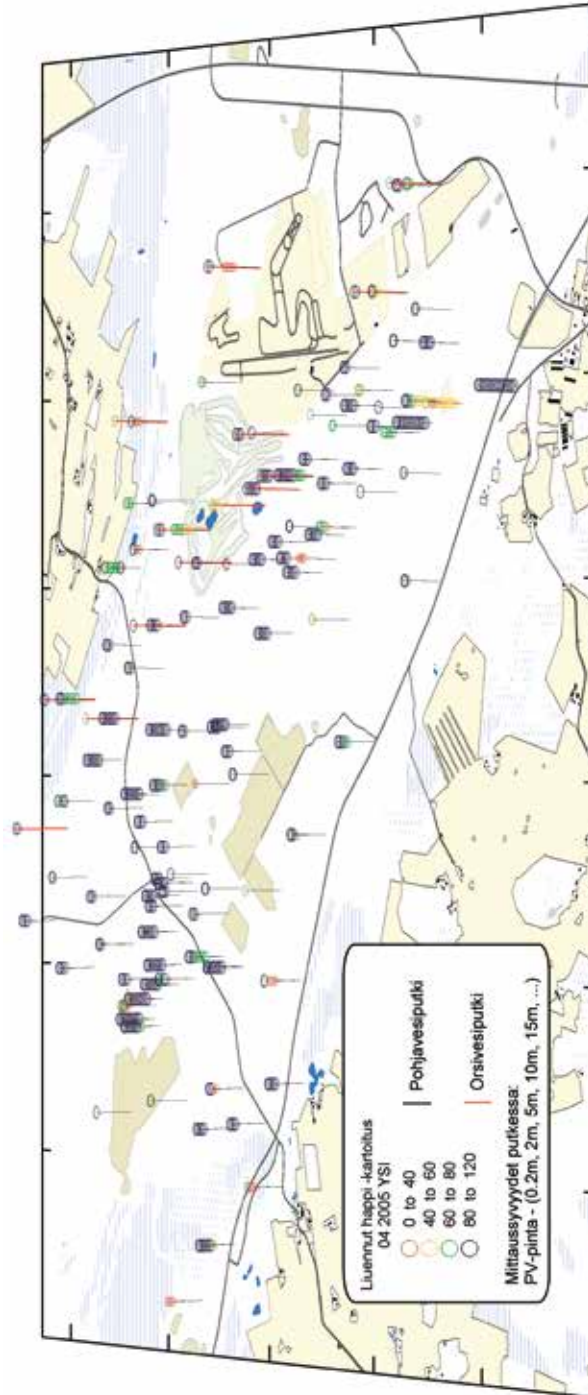 Liuennut happi -kartoitus
04 2005 YSI
0 to 40
40 to 60
60 to 80
80 to 120
Pohjavesiputki
Orsivesiputki
Mittaussyvyydet putkessa:
PV-pinta - (0.2m, 2m, 5m, 10m, 15m, ...)